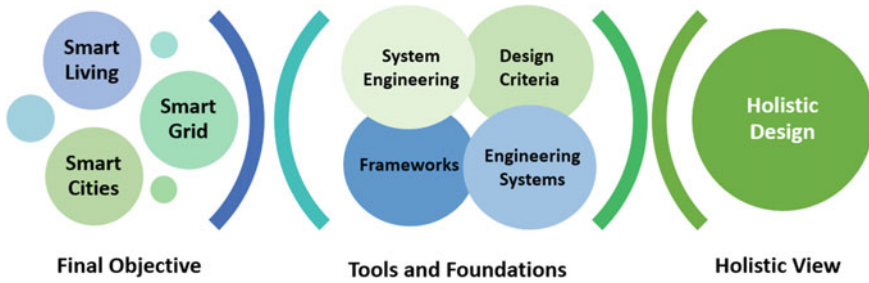 Smart
Living
Smart
Grid
Smart
Cities
Final Objective
System
Engineering
Design
Criteria
Frameworks
Engineering
Systems
Tools and Foundations
Holistic
Design
Holistic View